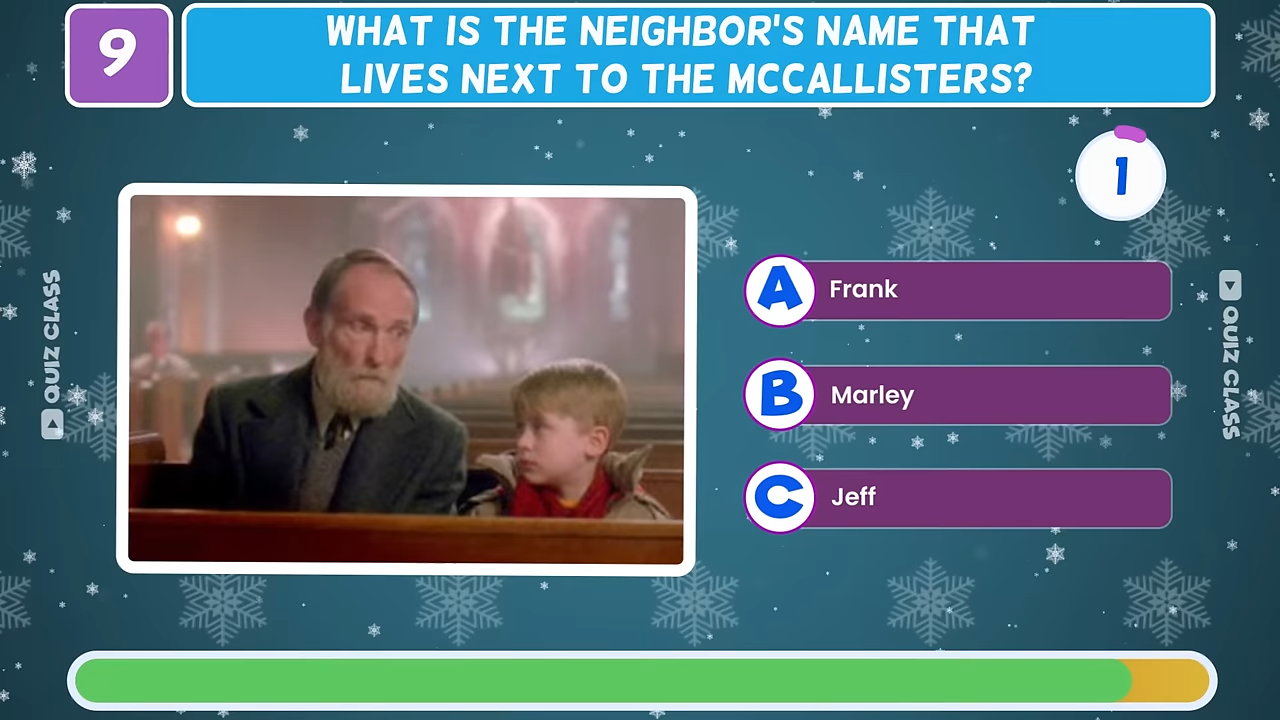 9
WHAT IS THE NEIGHBOR'S NAME THAT
LIVES NEXT TO THE MCCALLISTERS?
1
A Frank
B Marley
C Jeff
QUIZ CLASS
QUIZ CLASS